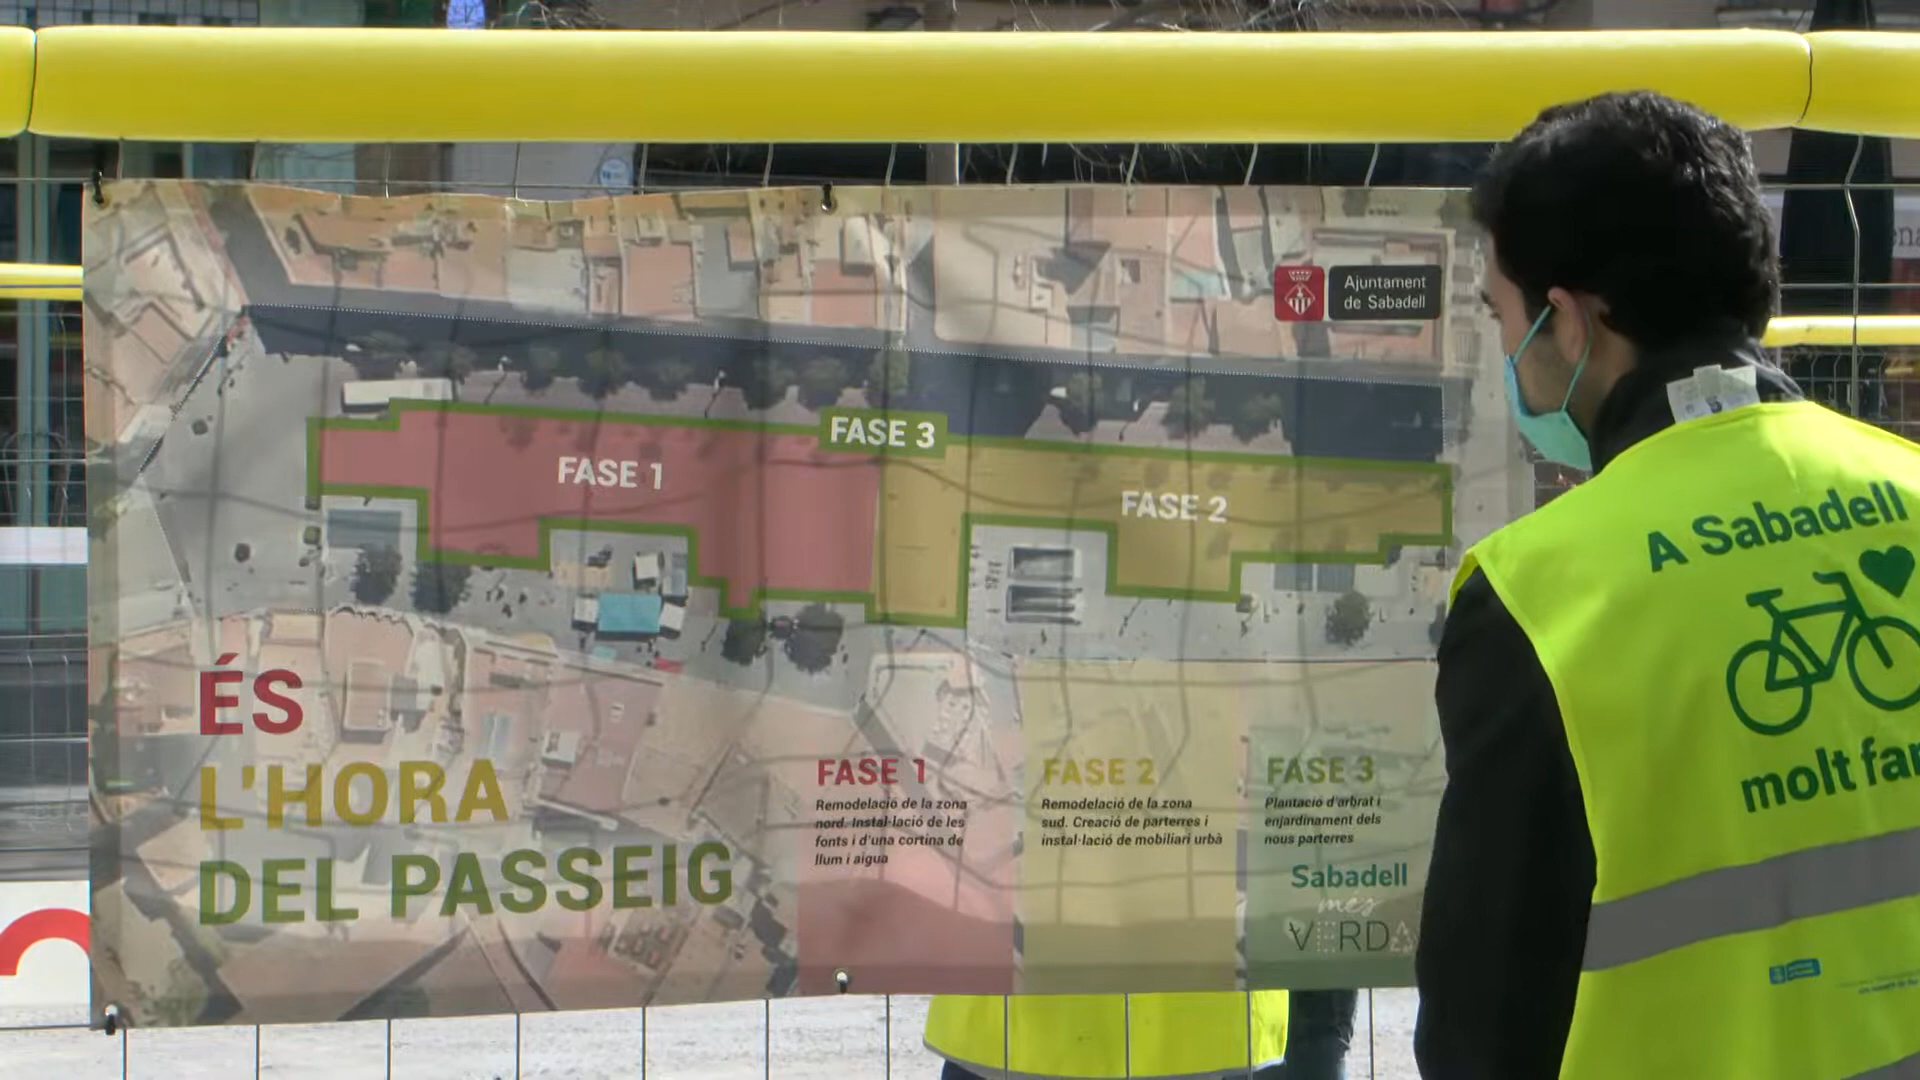 Ajuntament
de Sabadell
FASE 3
FASE 1
FASE 2
ÉS
L'HORA
DEL PASSEIG
FASE 1
Remodelació de la zona
nord. Instal·lació de les
fonts i d'una cortina de
llum i aigua
FASE 2
Remodelació de la zona
sud. Creació de parterres i
instal·lació de mobiliari urbà
FASE 3
Plantació d'arbrat i
enjardinament dels
nous parterres
Sabadell
més
VERDA
A Sabadell
molt far